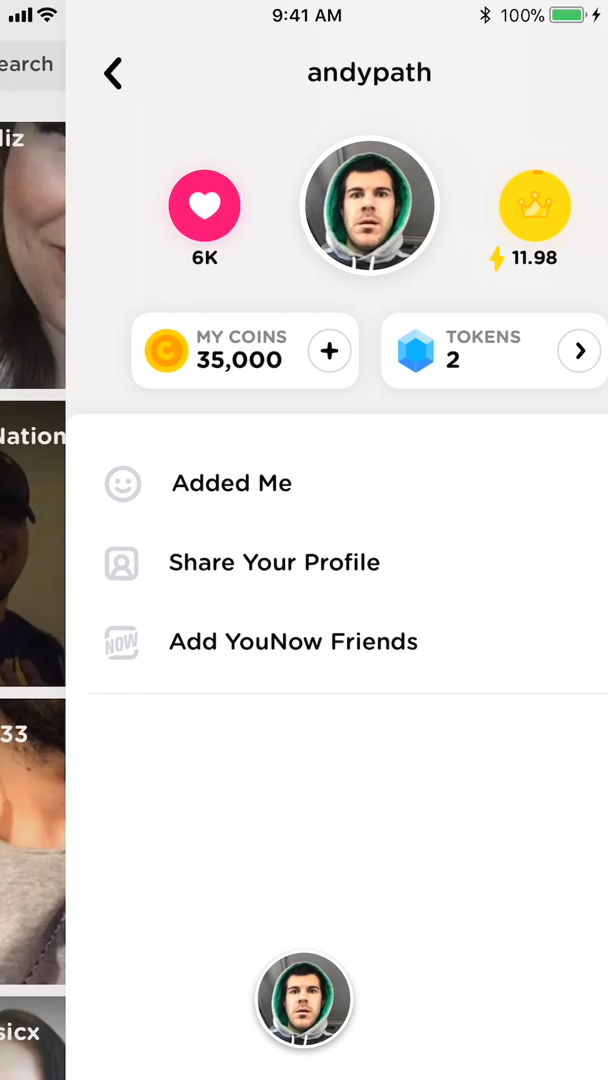 9:41 AM
100%
earch
andypath
liz
6K
11.98
MY COINS
35,000
TOKENS
2
Nation
Added Me
Share Your Profile
NOW
Add YouNow Friends
33
sicx